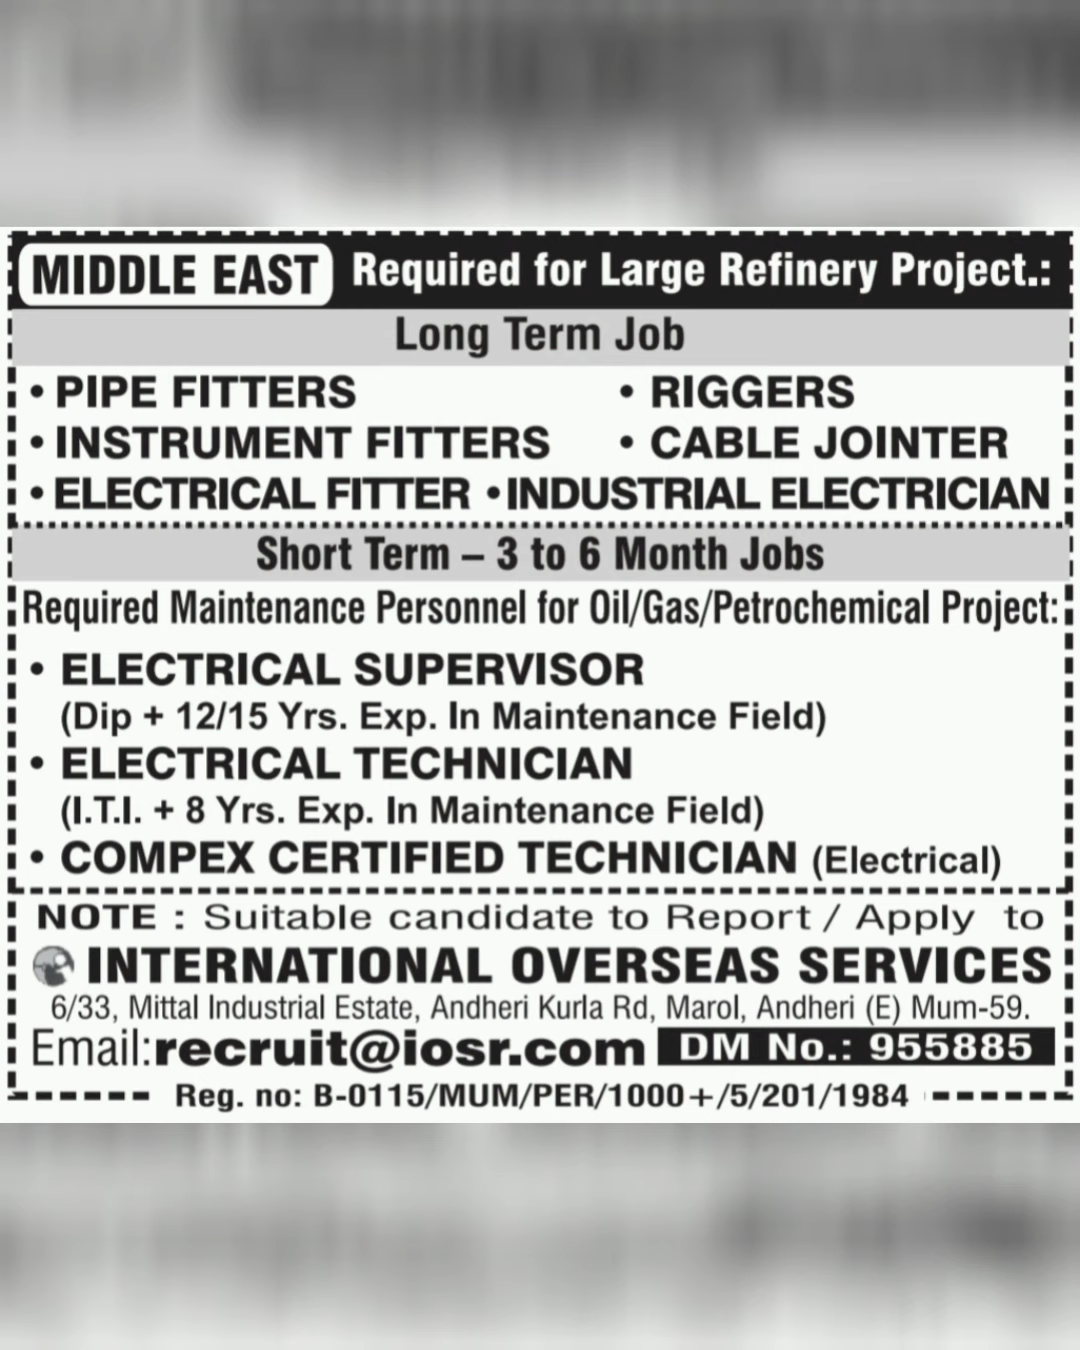 MIDDLE EAST Required for Large Refinery Project.:
Long Term Job
• PIPE FITTERS • RIGGERS
• INSTRUMENT FITTERS • CABLE JOINTER
• ELECTRICAL FITTER • INDUSTRIAL ELECTRICIAN
Short Term – 3 to 6 Month Jobs
Required Maintenance Personnel for Oil/Gas/Petrochemical Project:
• ELECTRICAL SUPERVISOR
(Dip + 12/15 Yrs. Exp. In Maintenance Field)
• ELECTRICAL TECHNICIAN
(I.T.I. + 8 Yrs. Exp. In Maintenance Field)
• COMPEX CERTIFIED TECHNICIAN (Electrical)
NOTE : Suitable candidate to Report / Apply to
INTERNATIONAL OVERSEAS SERVICES
6/33, Mittal Industrial Estate, Andheri Kurla Rd, Marol, Andheri (E) Mum-59.
Email:recruit@iosr.com DM No.: 955885
Reg. no: B-0115/MUM/PER/1000+/5/201/1984